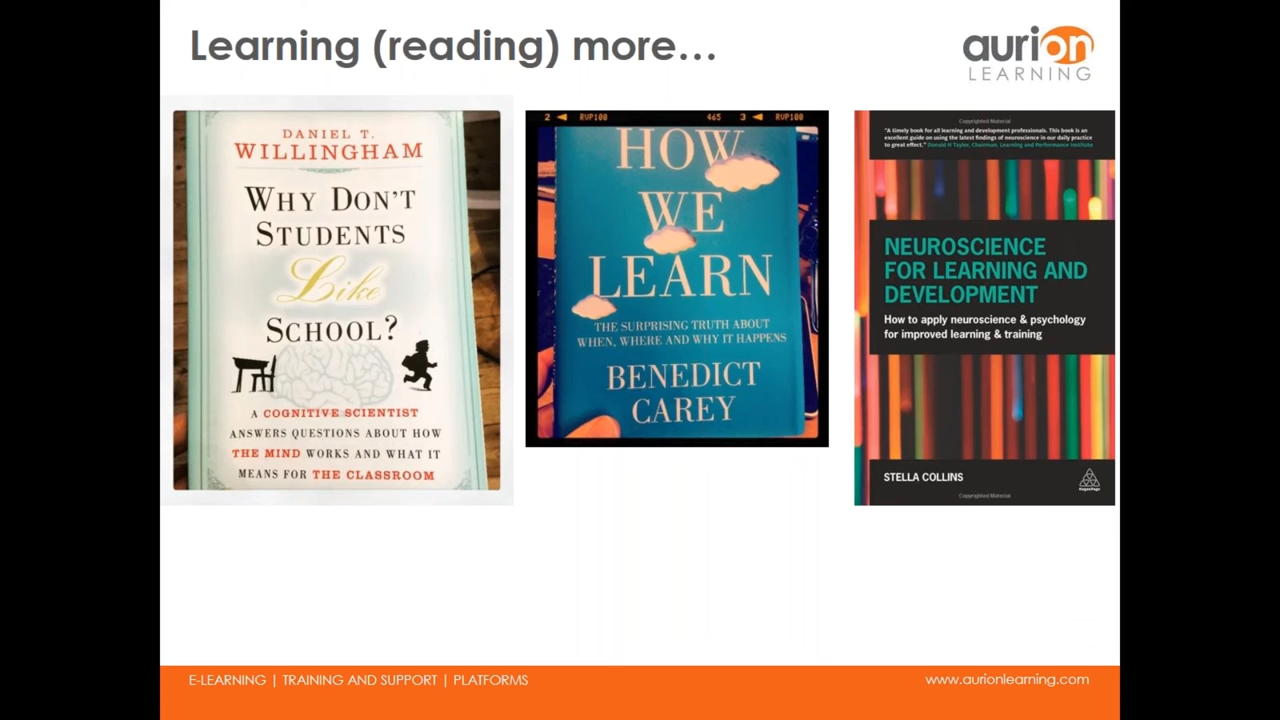 Learning (reading) more...
aurion
LEARNING
DANIEL T.
WILLINGHAM
WHY DON'T
STUDENTS
Like
SCHOOL?
A COGNITIVE SCIENTIST
ANSWERS QUESTIONS ABOUT HOW
THE MIND WORKS AND WHAT IT
MEANS FOR THE CLASSROOM
2 ◄ RVP100 465 3 ◄ RVP100
HOW
WE
LEARN
THE SURPRISING TRUTH ABOUT
WHEN, WHERE AND WHY IT HAPPENS
BENEDICT
CAREY
Copyrighted Material
"A timely book for all learning and development professionals. This book is an
excellent guide on using the latest findings of neuroscience in our daily practice
to great effect." Donald H Taylor, Chairman, Learning and Performance Institute
NEUROSCIENCE
FOR LEARNING AND
DEVELOPMENT
How to apply neuroscience & psychology
for improved learning & training
STELLA COLLINS
KoganPage
Copyrighted Material
E-LEARNING | TRAINING AND SUPPORT | PLATFORMS
www.aurionlearning.com